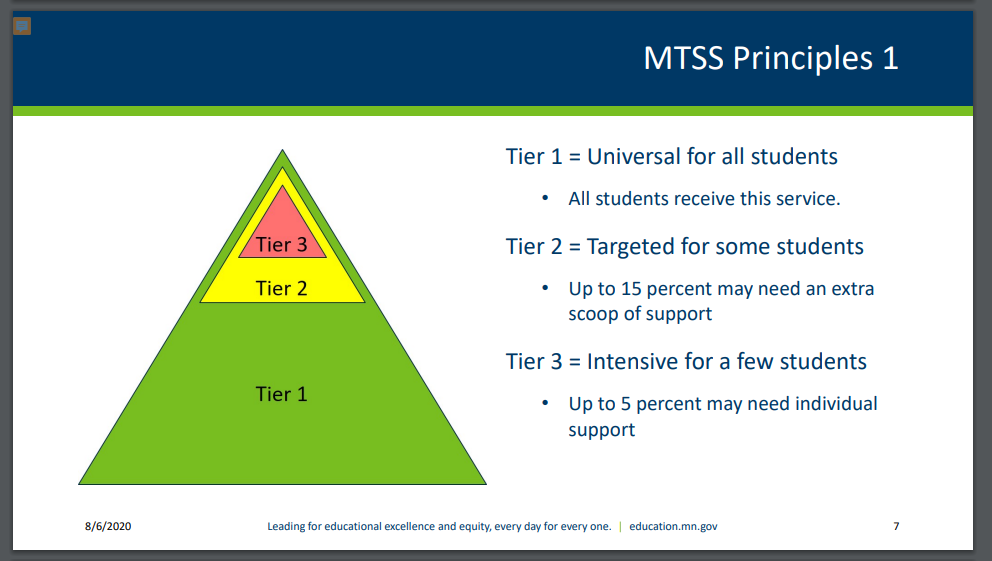 MTSS Principles 1
Tier 3
Tier 2
Tier 1
Tier 1 = Universal for all students
• All students receive this service.
Tier 2 = Targeted for some students
• Up to 15 percent may need an extra
scoop of support
Tier 3 = Intensive for a few students
• Up to 5 percent may need individual
support
8/6/2020
Leading for educational excellence and equity, every day for every one. | education.mn.gov
7